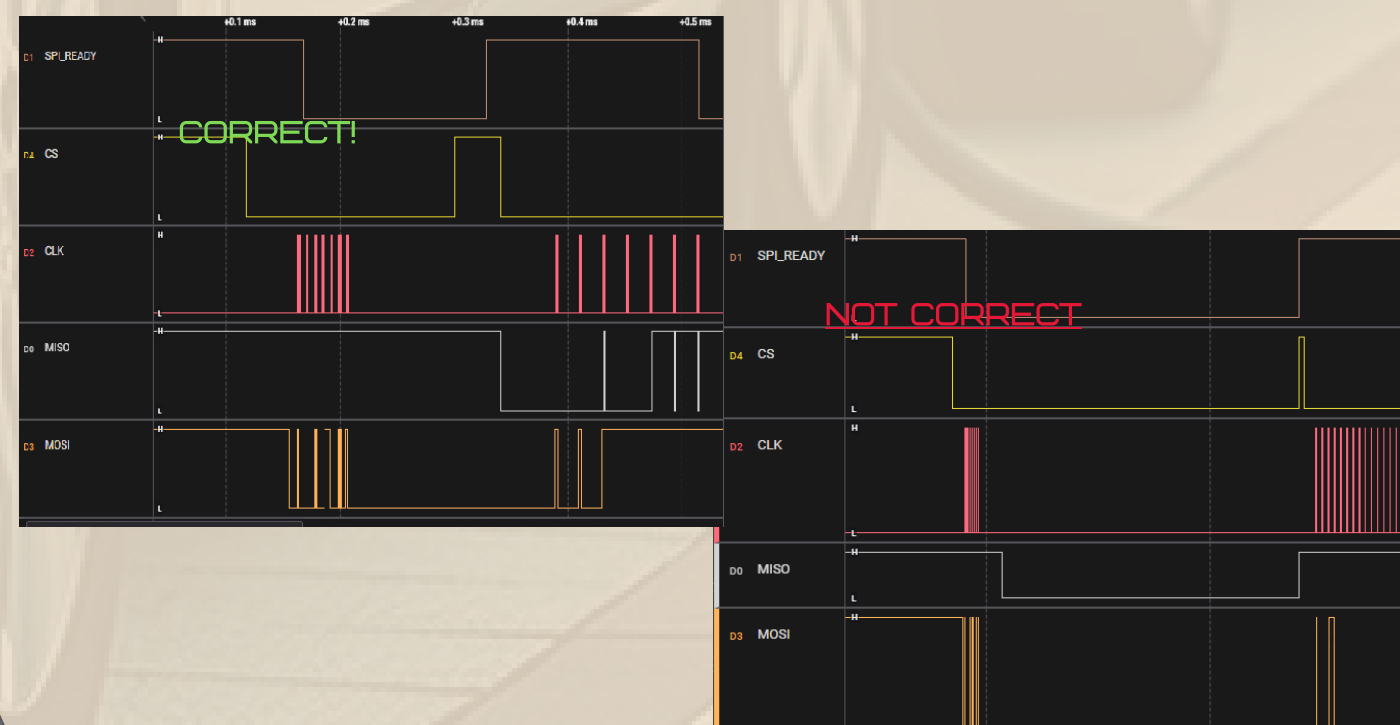 +0.1 ms +0.2 ms +0.3 ms +0.4 ms +0.5 ms
H
D1 SPI_READY
L
CORRECT!
H
D4 CS
L
H
D2 CLK
L
H
D0 MISO
L
H
D3 MOSI
L
H
D1 SPI_READY
NOT CORRECT
H
D4 CS
L
H
D2 CLK
L
H
D0 MISO
L
H
D3 MOSI